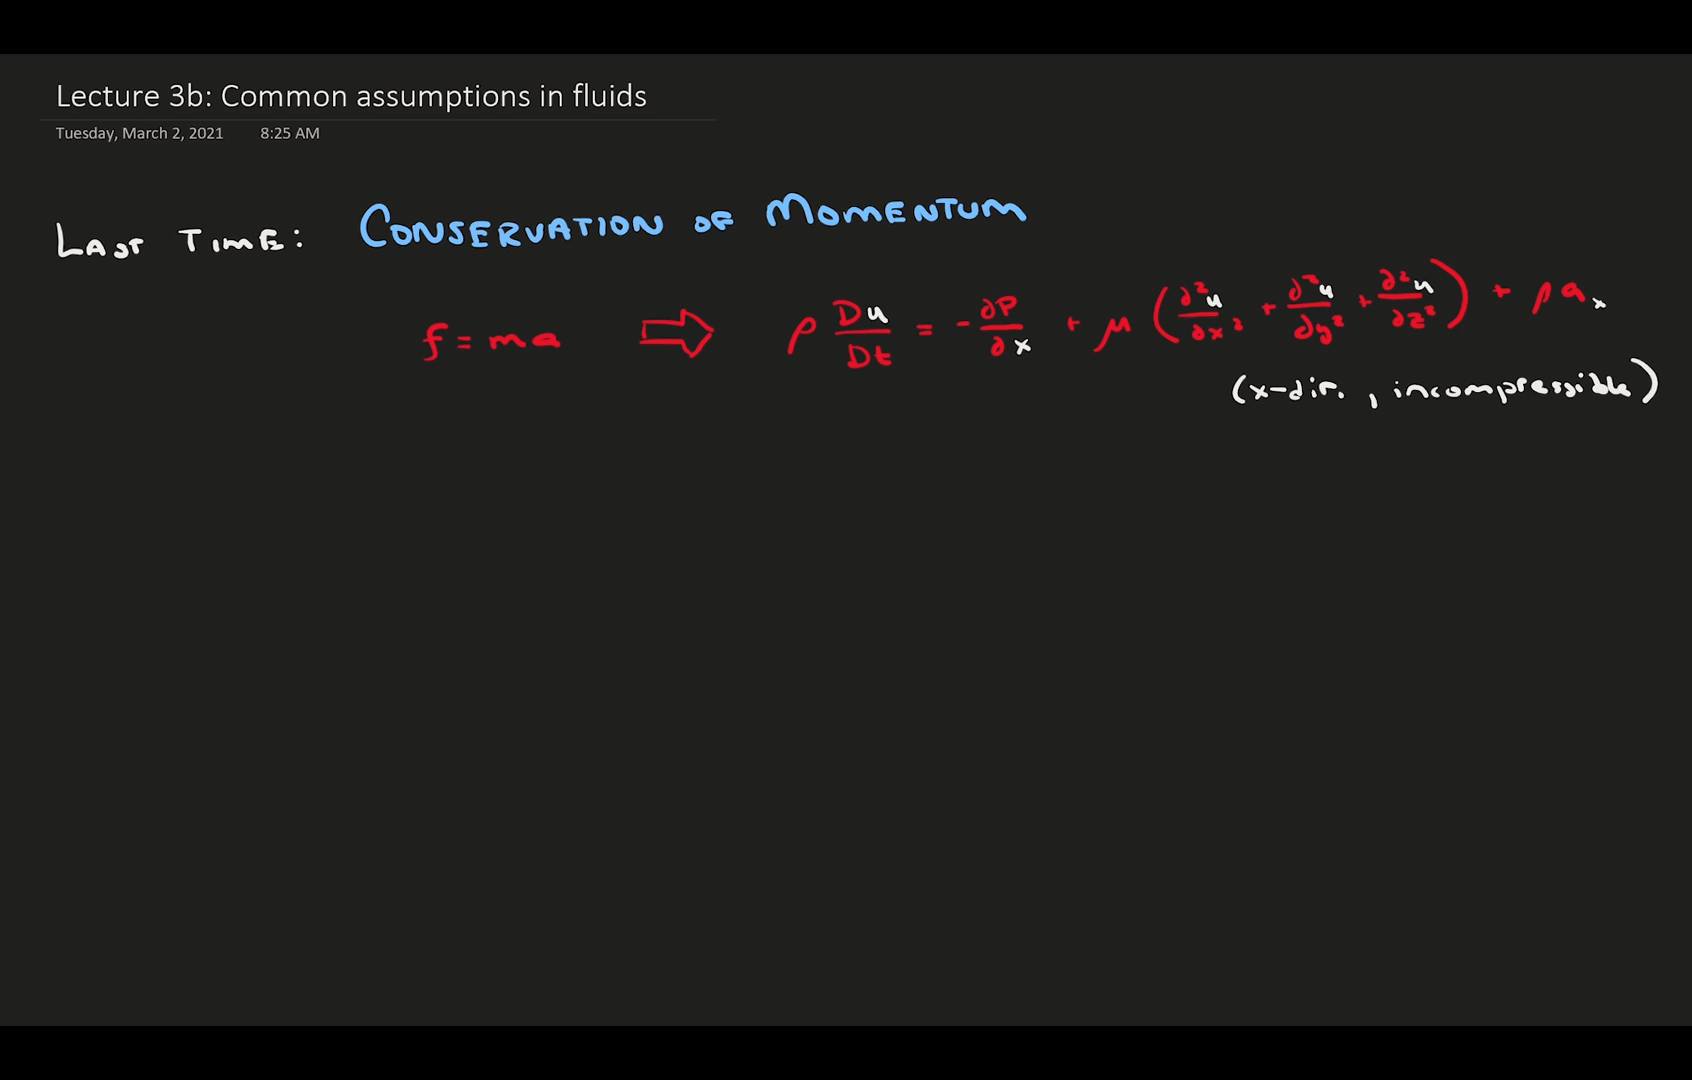 Lecture 3b: Common assumptions in fluids
Tuesday, March 2, 2021 8:25 AM
LAST TIME: CONSERVATION OF MOMENTUM
f = ma ⇒ ρ Du/Dt = - ∂P/∂x + μ (∂²u/∂x² + ∂²u/∂y² + ∂²u/∂z²) + ρ a_x
(x-dir. , incompressible)